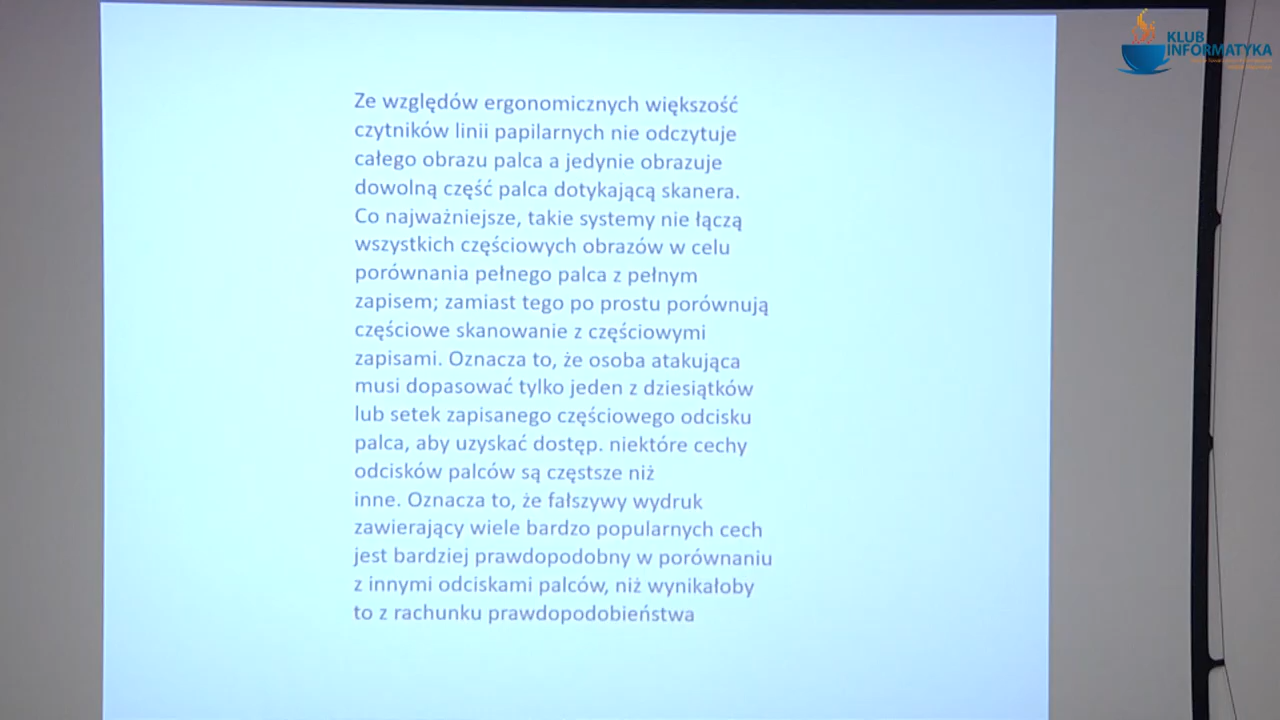 KLUB
INFORMATYKA
Ze względów ergonomicznych większość
czytników linii papilarnych nie odczytuje
całego obrazu palca a jedynie obrazuje
dowolną część palca dotykającą skanera.
Co najważniejsze, takie systemy nie łączą
wszystkich częściowych obrazów w celu
porównania pełnego palca z pełnym
zapisem; zamiast tego po prostu porównują
częściowe skanowanie z częściowymi
zapisami. Oznacza to, że osoba atakująca
musi dopasować tylko jeden z dziesiątków
lub setek zapisanego częściowego odcisku
palca, aby uzyskać dostęp. niektóre cechy
odcisków palców są częstsze niż
inne. Oznacza to, że fałszywy wydruk
zawierający wiele bardzo popularnych cech
jest bardziej prawdopodobny w porównaniu
z innymi odciskami palców, niż wynikałoby
to z rachunku prawdopodobieństwa